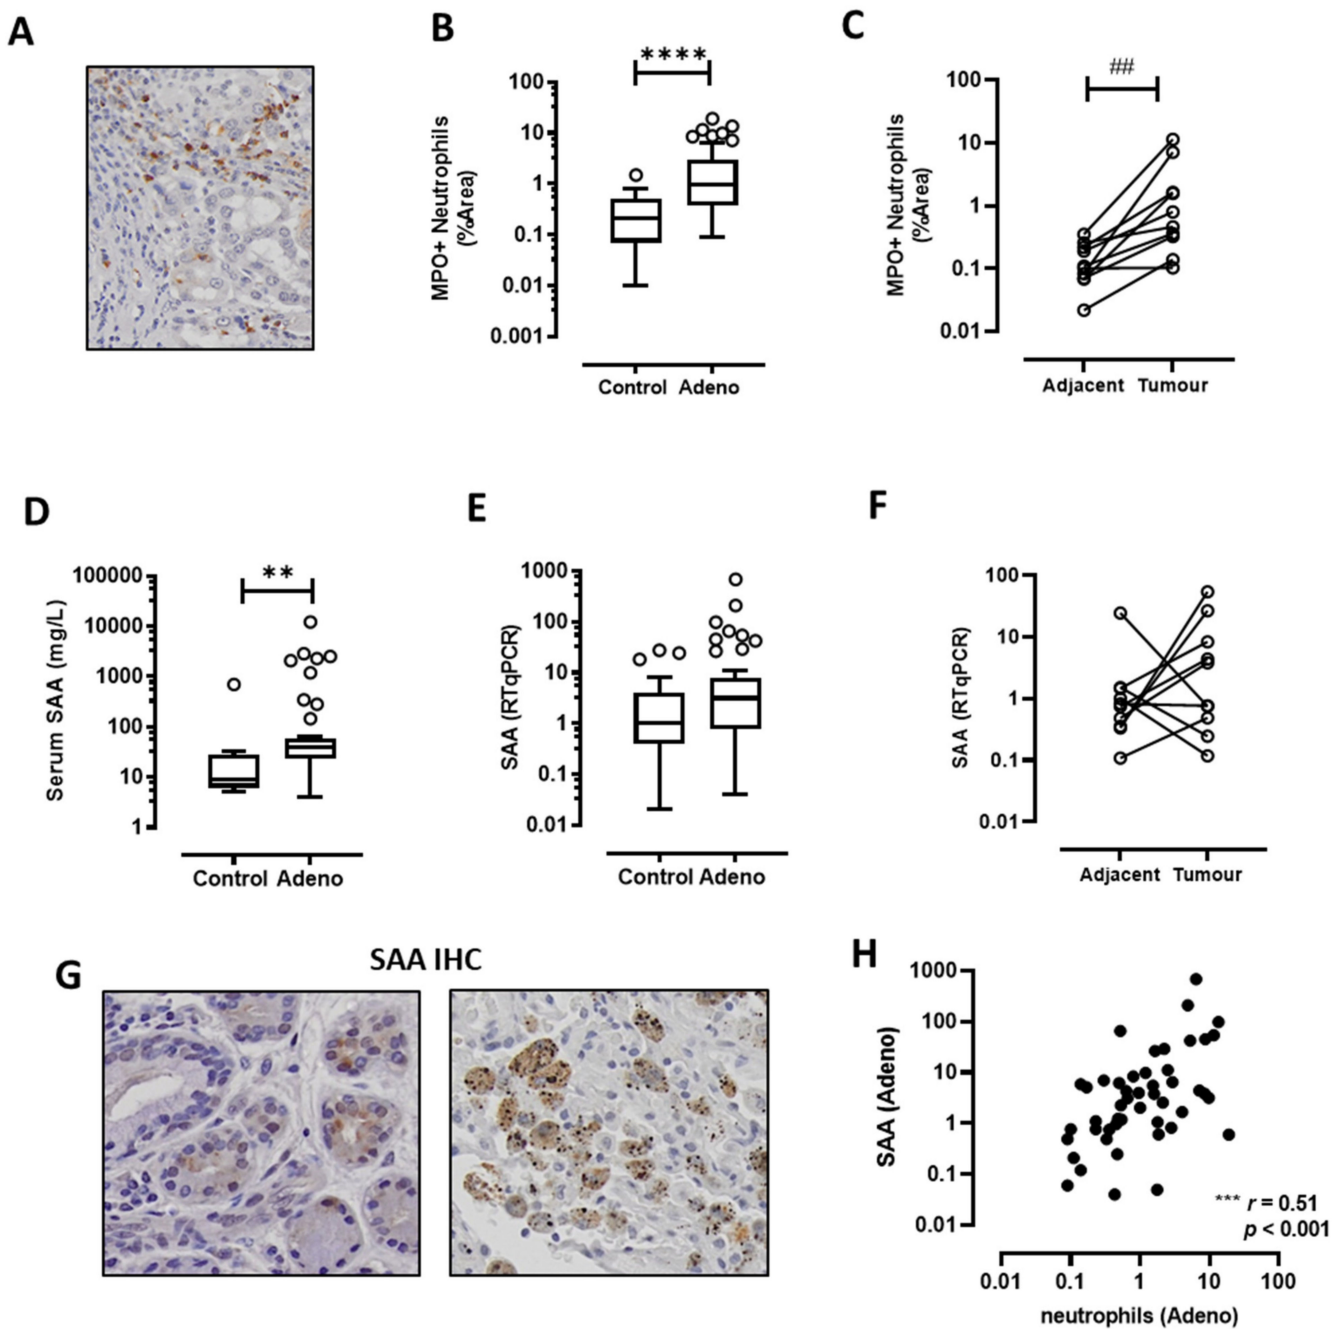 A
B
MPO+ Neutrophils
(%Area)
****
100
10
1
0.1
0.01
0.001
Control Adeno
C
MPO+ Neutrophils
(%Area)
##
100
10
1
0.1
0.01
Adjacent Tumour
D
Serum SAA (mg/L)
**
100000
10000
1000
100
10
1
Control Adeno
E
SAA (RTqPCR)
1000
100
10
1
0.1
0.01
Control Adeno
F
SAA (RTqPCR)
100
10
1
0.1
0.01
Adjacent Tumour
G
SAA IHC
H
SAA (Adeno)
1000
100
10
1
0.1
0.01
*** r = 0.51
p < 0.001
0.01 0.1 1 10 100
neutrophils (Adeno)